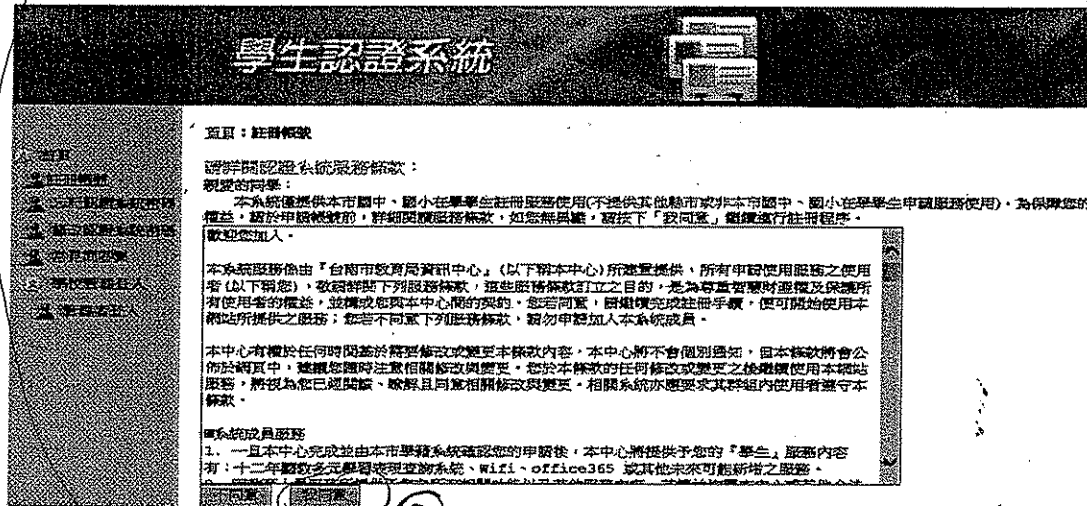 學生認證系統
首頁：註冊帳號
首頁
註冊帳號
常見問題集
請詳閱認證系統服務條款：
親愛的同學：
本系統僅提供本市國中、國小在學學生註冊服務使用(不提供其他縣市或非本市國中、國小在學學生申請服務使用)。為保障您的
權益，請於申請帳號前，詳細閱讀服務條款，如您無異議，請按下「我同意」繼續進行註冊程序。
歡迎您加入。
本系統服務係由『台南市教育局資訊中心』(以下稱本中心)所建置提供、所有申請使用服務之使用
者(以下稱您)，敬請詳閱下列服務條款，這些服務條款訂立之目的，是為尊重智慧財產權及保護所
有使用者的權益，並構成您與本中心間的契約。您若同意，請繼續完成註冊手續，便可開始使用本
網站所提供之服務；您若不同意下列服務條款，請勿申請加入本系統成員。
本中心有權於任何時間基於需要修改或變更本條款內容，本中心將不會個別通知，但本條款將會公
佈於網頁中，建議您隨時注意相關修改與變更。您於本條款的任何修改或變更之後繼續使用本網站
服務，將視為您已經閱讀、瞭解且同意相關修改與變更。相關系統亦應要求其群組內使用者遵守本
條款。
■系統成員服務
1. 一旦本中心完成並由本市學籍系統確認您的申請後，本中心將提供予您的『學生』服務內容
有：十二年國教多元學習表現查詢系統、Wifi、office365 或其他未來可能新增之服務。
不同意 我同意